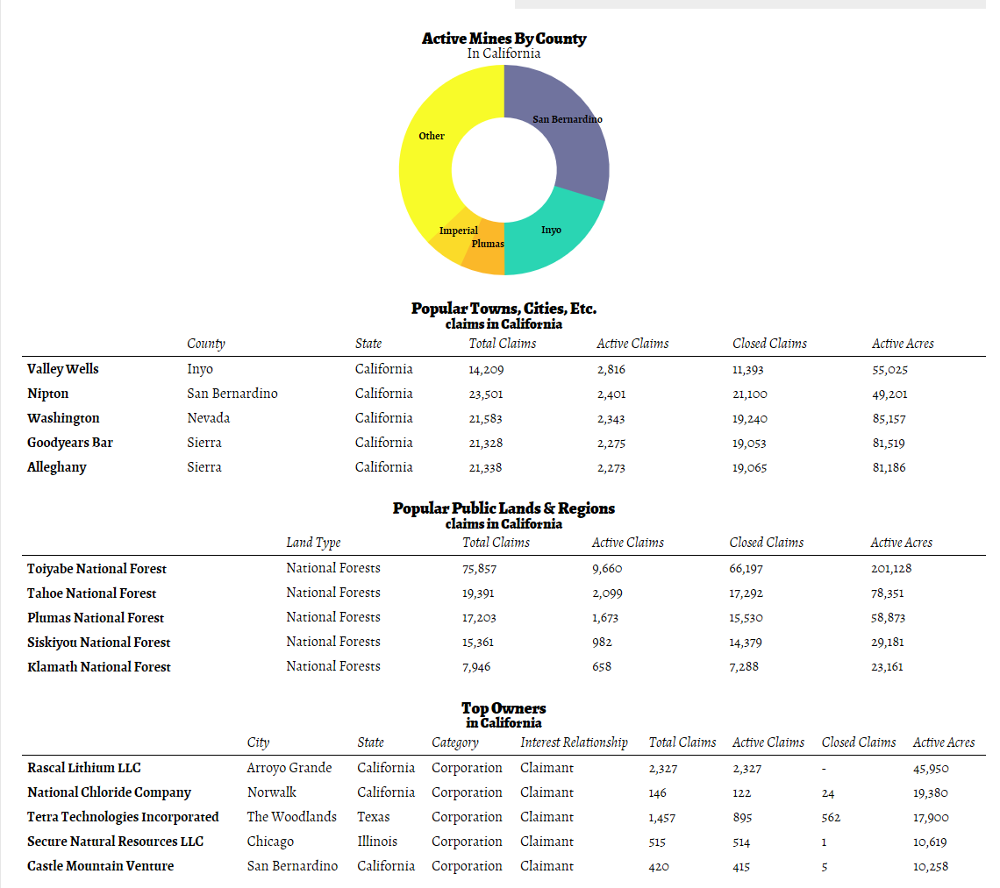 Active Mines By County
In California
San Bernardino
Other
Inyo
Imperial
Plumas
Popular Towns, Cities, Etc.
claims in California
County State Total Claims Active Claims Closed Claims Active Acres
Valley Wells Inyo California 14,209 2,816 11,393 55,025
Nipton San Bernardino California 23,501 2,401 21,100 49,201
Washington Nevada California 21,583 2,343 19,240 85,157
Goodyears Bar Sierra California 21,328 2,275 19,053 81,519
Alleghany Sierra California 21,338 2,273 19,065 81,186
Popular Public Lands & Regions
claims in California
Land Type Total Claims Active Claims Closed Claims Active Acres
Toiyabe National Forest National Forests 75,857 9,660 66,197 201,128
Tahoe National Forest National Forests 19,391 2,099 17,292 78,351
Plumas National Forest National Forests 17,203 1,673 15,530 58,873
Siskiyou National Forest National Forests 15,361 982 14,379 29,181
Klamath National Forest National Forests 7,946 658 7,288 23,161
Top Owners
in California
City State Category Interest Relationship Total Claims Active Claims Closed Claims Active Acres
Rascal Lithium LLC Arroyo Grande California Corporation Claimant 2,327 2,327 - 45,950
National Chloride Company Norwalk California Corporation Claimant 146 122 24 19,380
Tetra Technologies Incorporated The Woodlands Texas Corporation Claimant 1,457 895 562 17,900
Secure Natural Resources LLC Chicago Illinois Corporation Claimant 515 514 1 10,619
Castle Mountain Venture San Bernardino California Corporation Claimant 420 415 5 10,258